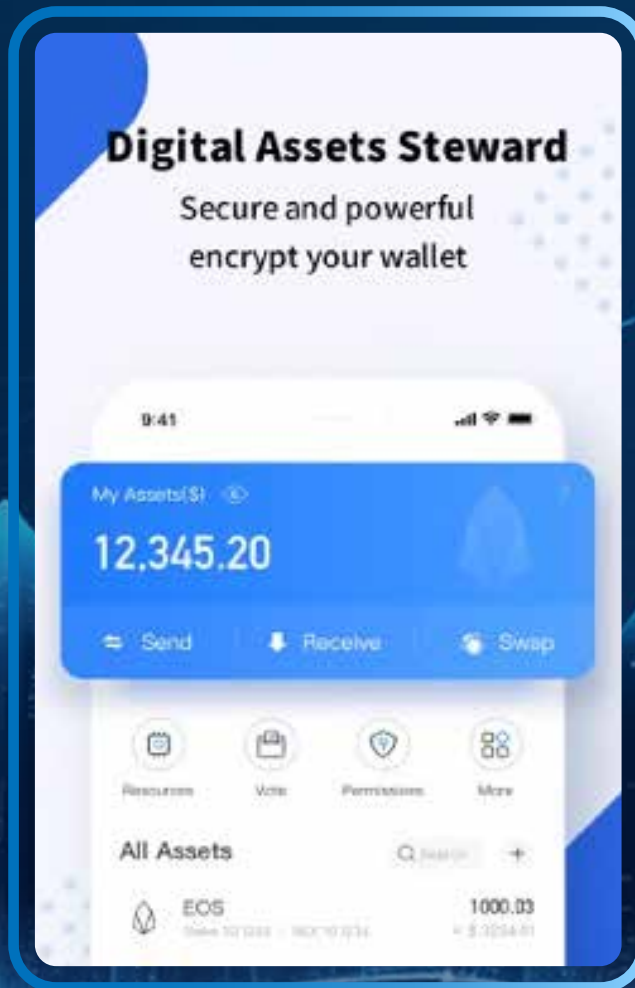 Digital Assets Steward
Secure and powerful
encrypt your wallet
9:41
My Assets($)
12,345.20
Send Receive Swap
Resources Vote Permissions More
All Assets Search +
EOS 1000.03